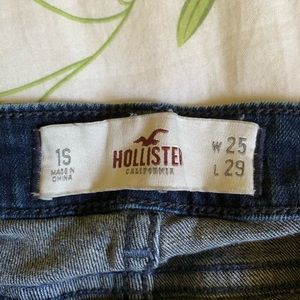 1S
MADE IN
CHINA
HOLLISTER
CALIFORNIA
W 25
L 29